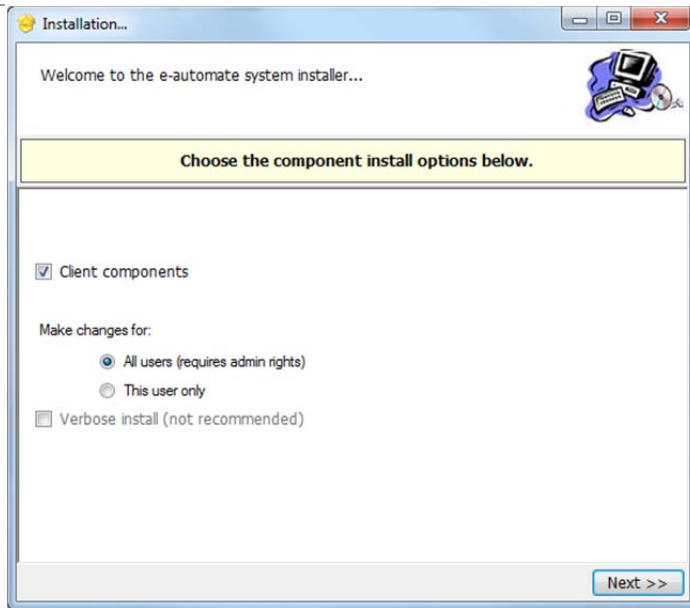 Installation...
Welcome to the e-automate system installer...
Choose the component install options below.
Client components
Make changes for:
All users (requires admin rights)
This user only
Verbose install (not recommended)
Next >>